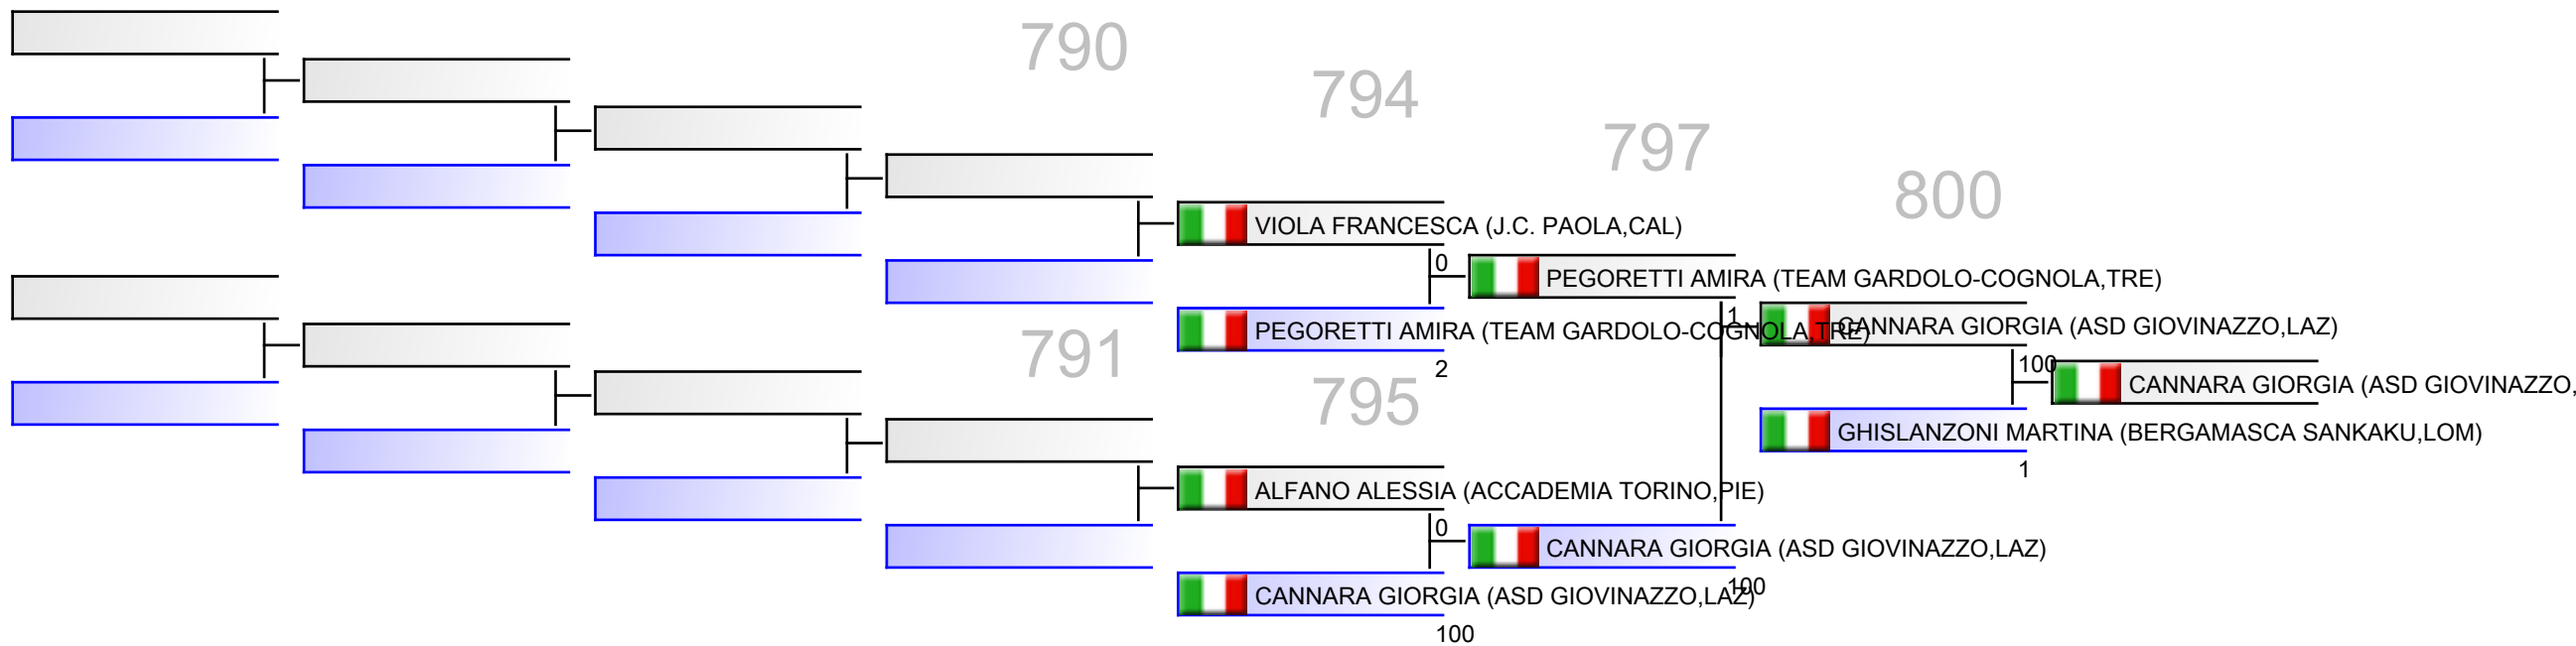 790
794
797
800
VIOLA FRANCESCA (J.C. PAOLA,CAL)
0
PEGORETTI AMIRA (TEAM GARDOLO-COGNOLA,TRE)
PEGORETTI AMIRA (TEAM GARDOLO-COGNOLA,TRE)
2
1
CANNARA GIORGIA (ASD GIOVINAZZO,LAZ)
100
CANNARA GIORGIA (ASD GIOVINAZZO,
GHISLANZONI MARTINA (BERGAMASCA SANKAKU,LOM)
1
791
795
ALFANO ALESSIA (ACCADEMIA TORINO,PIE)
0
CANNARA GIORGIA (ASD GIOVINAZZO,LAZ)
100
CANNARA GIORGIA (ASD GIOVINAZZO,LAZ)
100